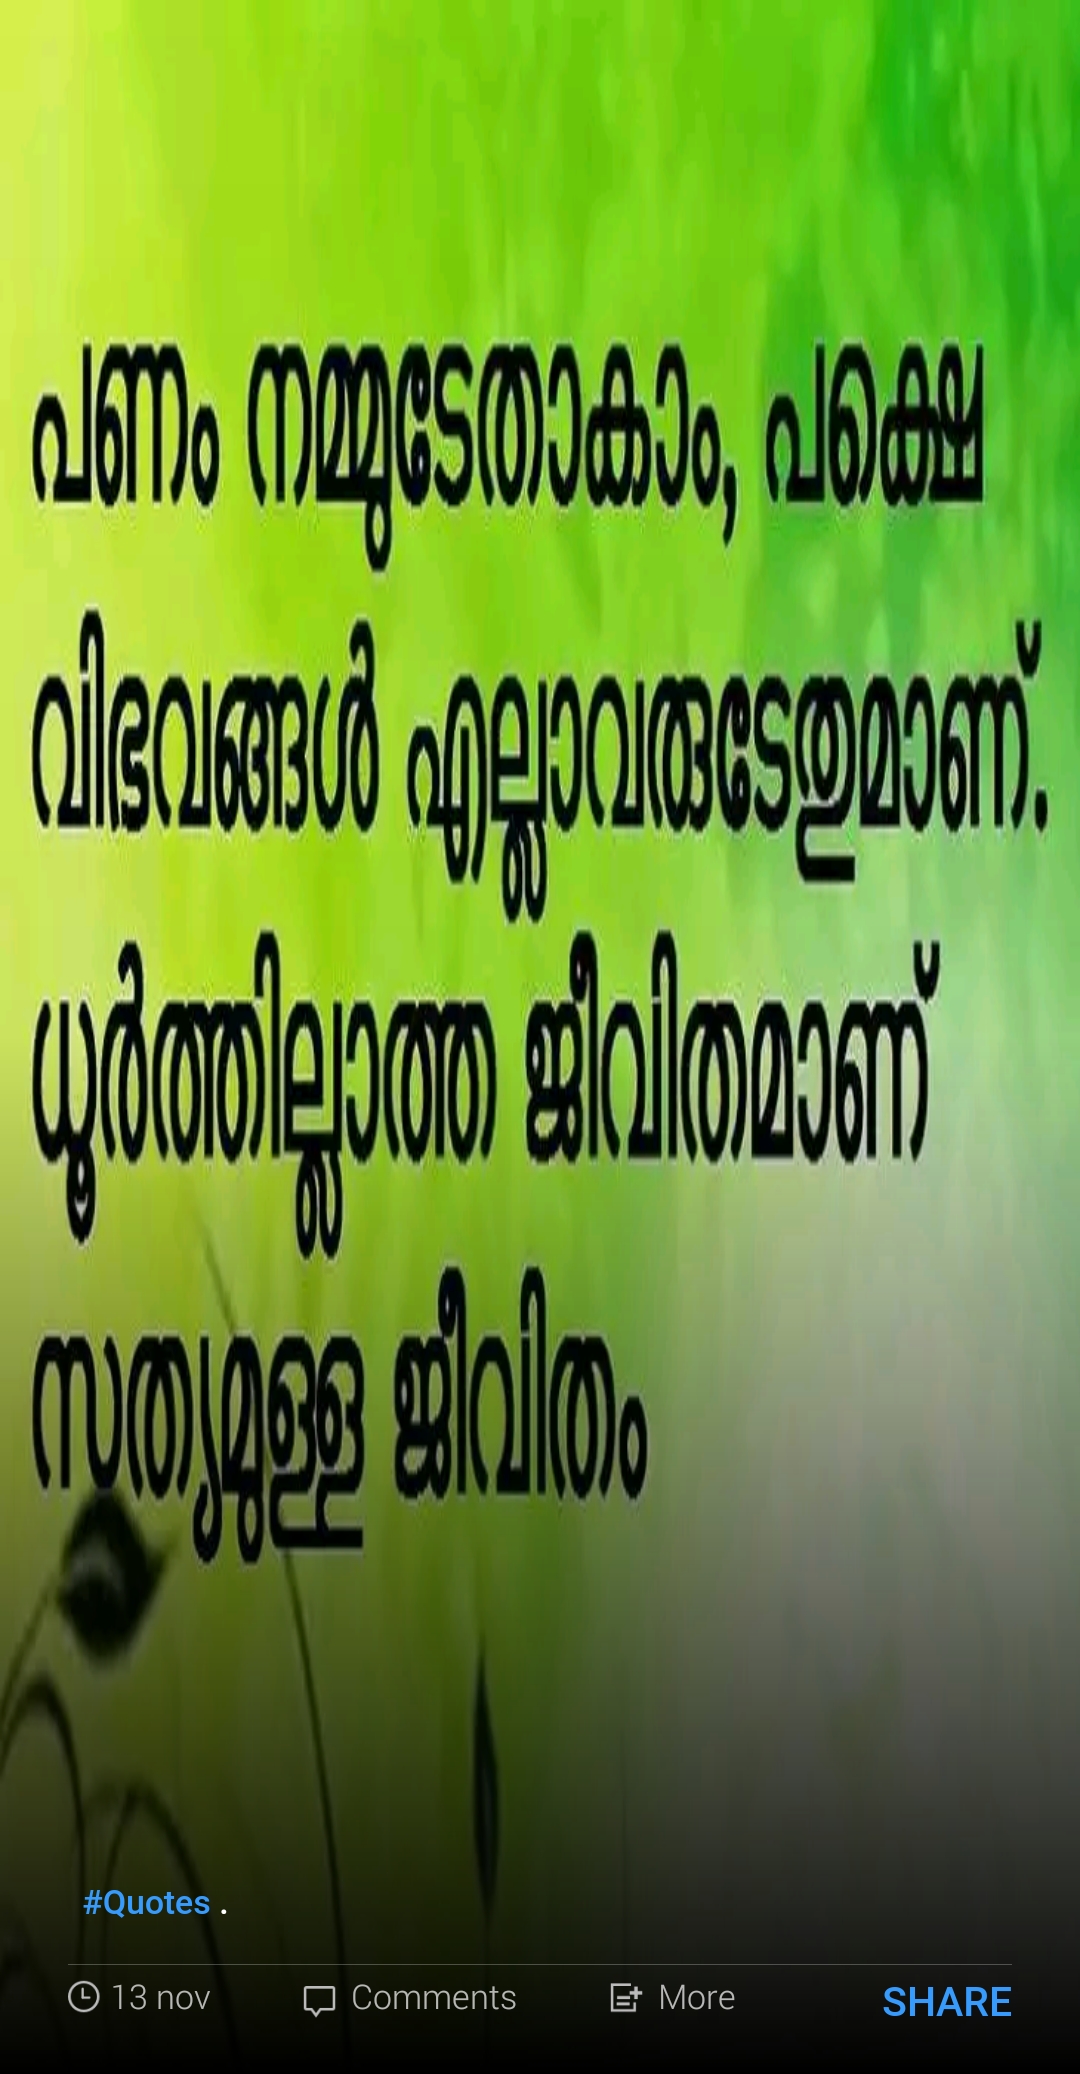 പണം നമ്മുടേതാകാം, പക്ഷെ
വിഭവങ്ങൾ എല്ലാവരുടേതുമാണ്.
ധൂർത്തില്ലാത്ത ജീവിതമാണ്
സത്യമുള്ള ജീവിതം
#Quotes .
13 nov Comments More SHARE